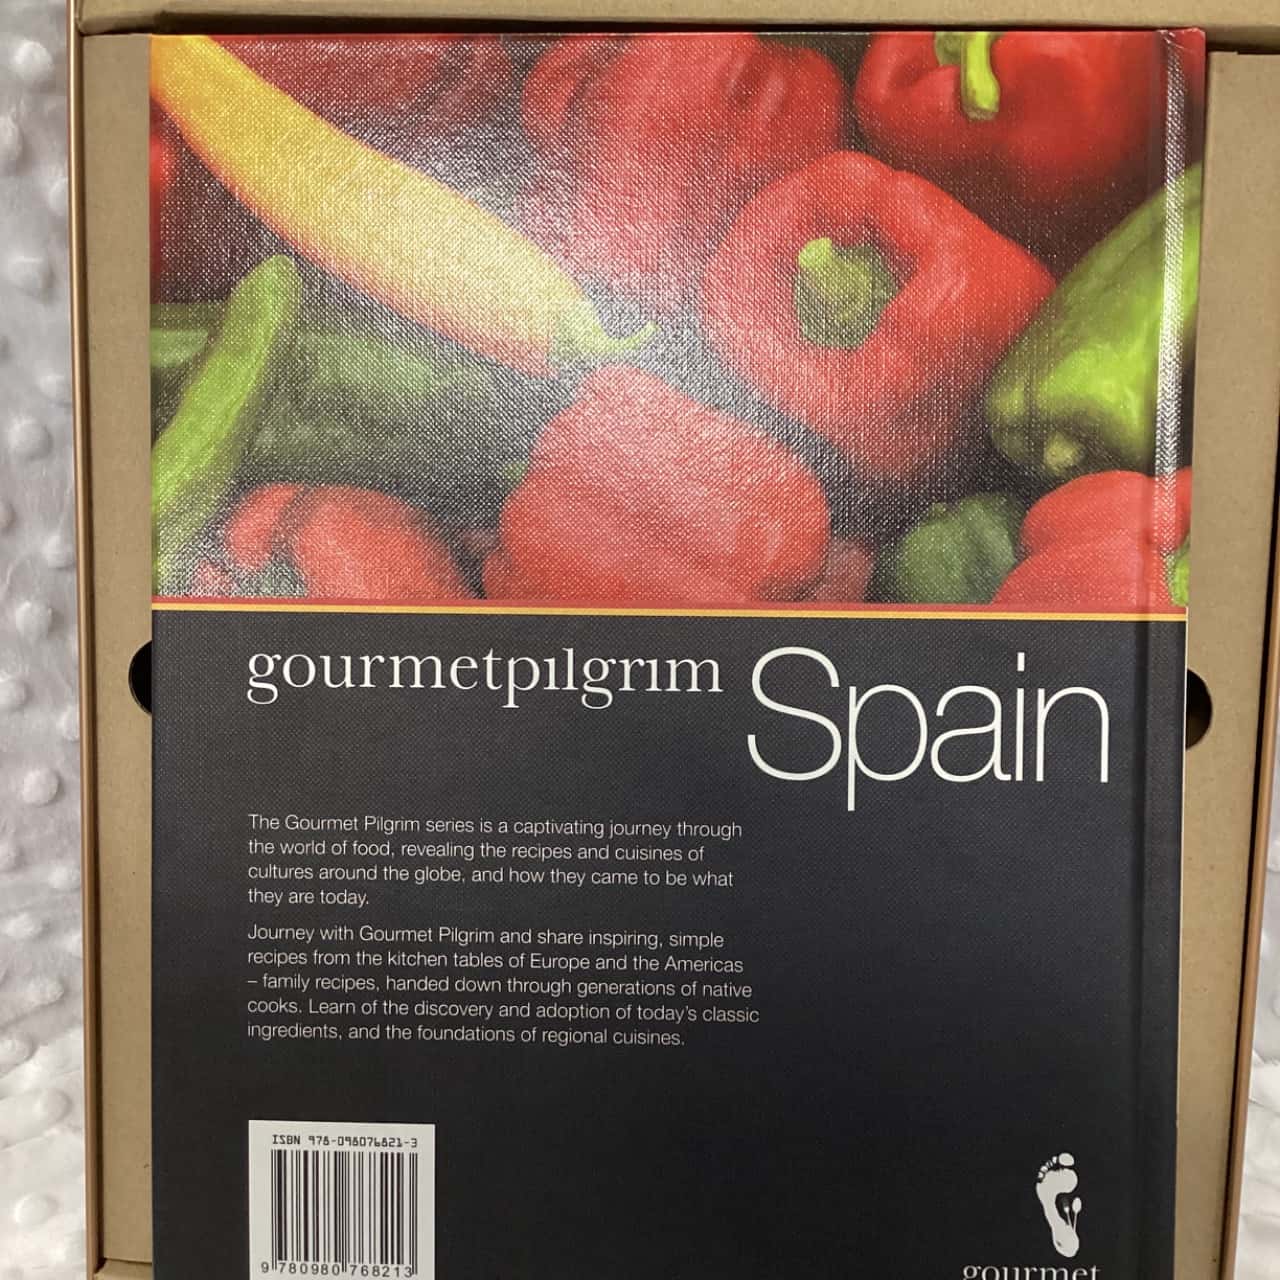 gourmetpılgrım Spain
The Gourmet Pilgrim series is a captivating journey through
the world of food, revealing the recipes and cuisines of
cultures around the globe, and how they came to be what
they are today.
Journey with Gourmet Pilgrim and share inspiring, simple
recipes from the kitchen tables of Europe and the Americas
– family recipes, handed down through generations of native
cooks. Learn of the discovery and adoption of today's classic
ingredients, and the foundations of regional cuisines.
ISBN 978-098076821-3
9 780980 768213
gourmet